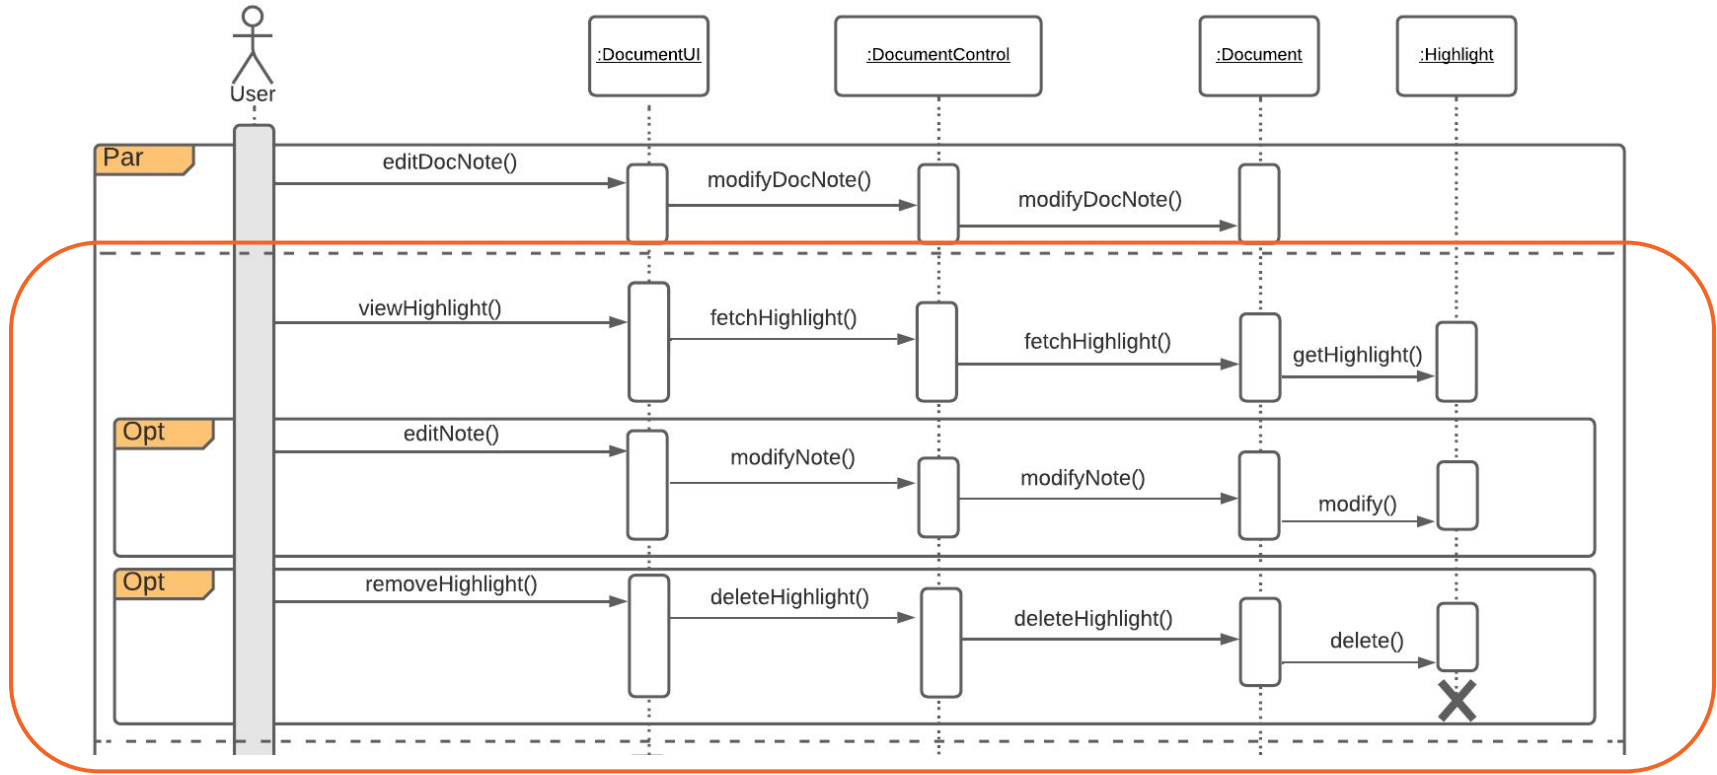 User
:DocumentUI
:DocumentControl
:Document
:Highlight
Par
editDocNote()
modifyDocNote()
modifyDocNote()
viewHighlight()
fetchHighlight()
fetchHighlight()
getHighlight()
Opt
editNote()
modifyNote()
modifyNote()
modify()
Opt
removeHighlight()
deleteHighlight()
deleteHighlight()
delete()